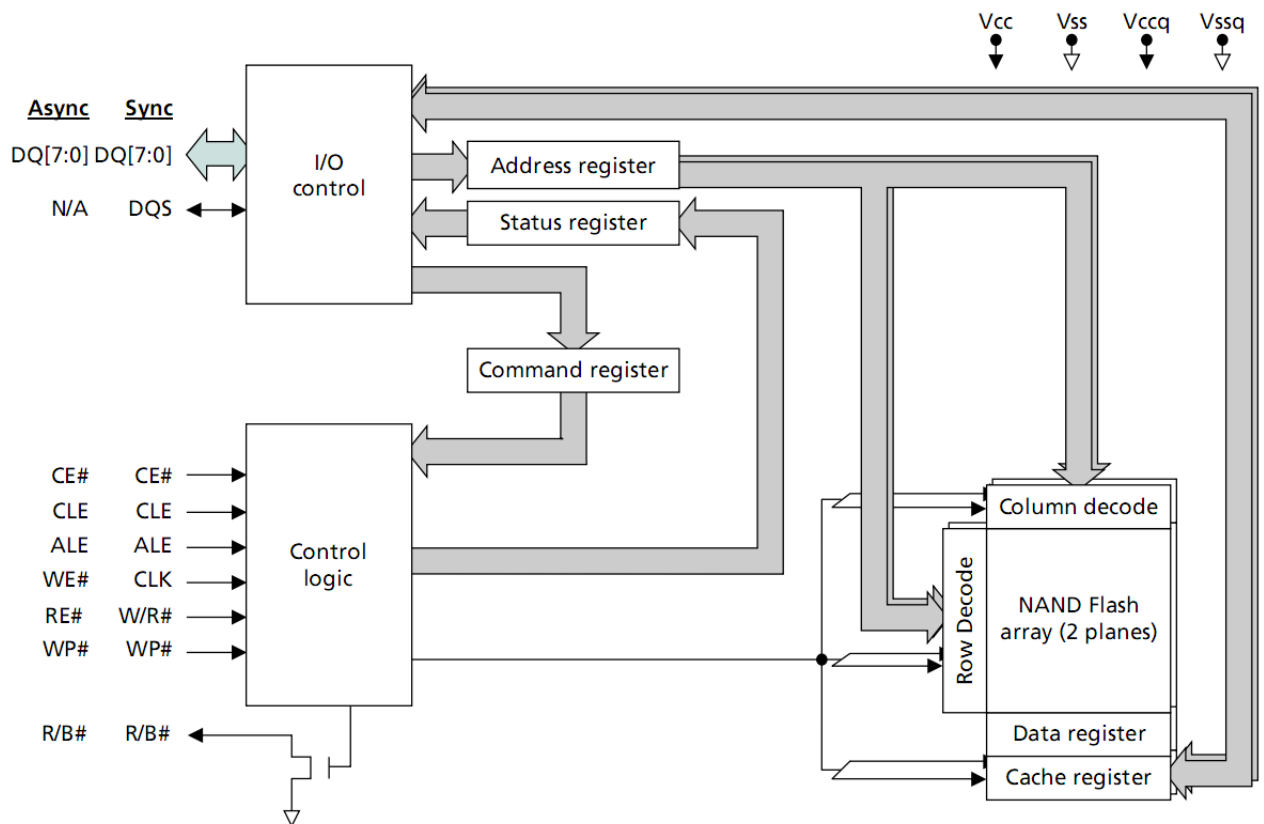 Vcc Vss Vccq Vssq
Async Sync
DQ[7:0] DQ[7:0]
N/A DQS
I/O
control
Address register
Status register
Command register
CE# CE#
CLE CLE
ALE ALE
WE# CLK
RE# W/R#
WP# WP#
R/B# R/B#
Control
logic
Column decode
Row Decode
NAND Flash
array (2 planes)
Data register
Cache register